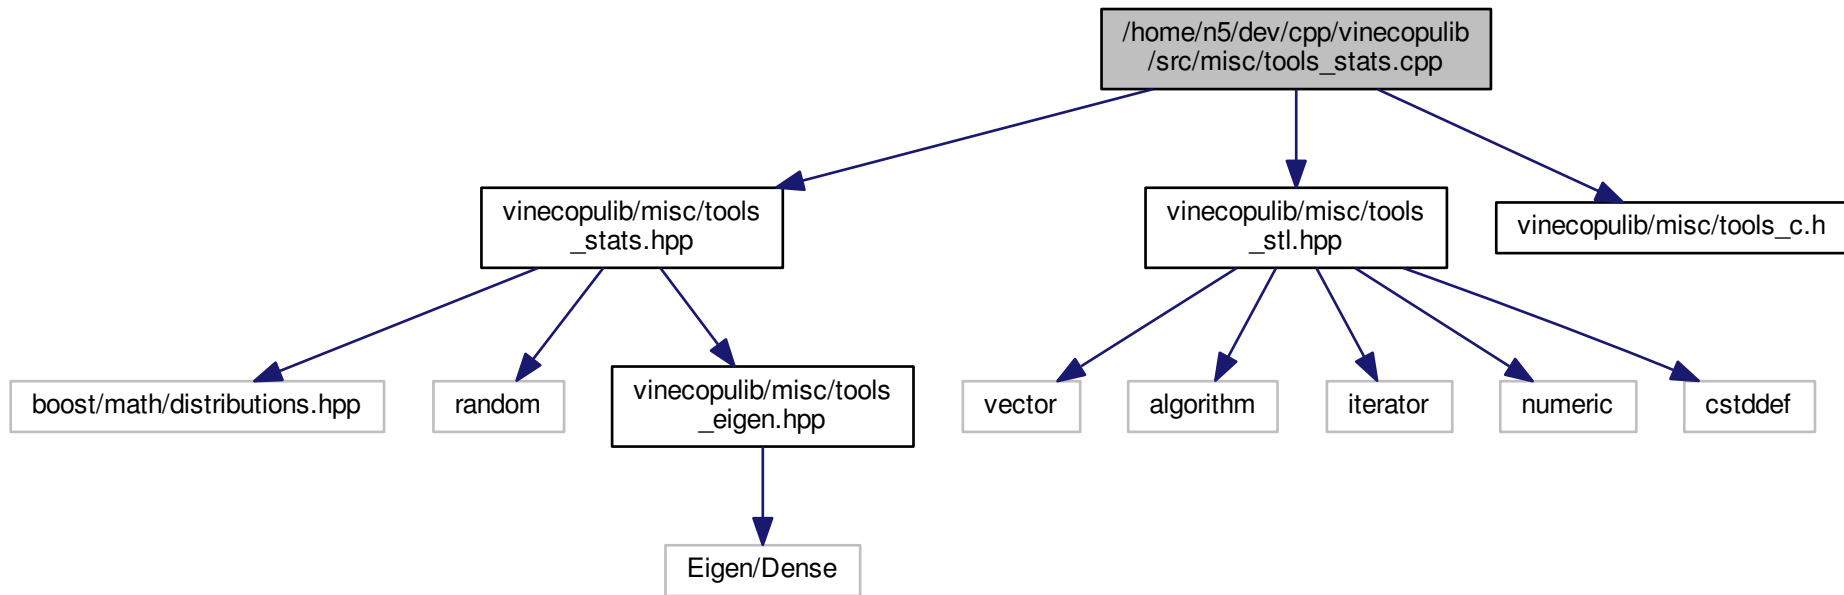 /home/n5/dev/cpp/vinecopulib
/src/misc/tools_stats.cpp
vinecopulib/misc/tools
_stats.hpp
vinecopulib/misc/tools
_stl.hpp
vinecopulib/misc/tools_c.h
boost/math/distributions.hpp
random
vinecopulib/misc/tools
_eigen.hpp
vector
algorithm
iterator
numeric
cstddef
Eigen/Dense